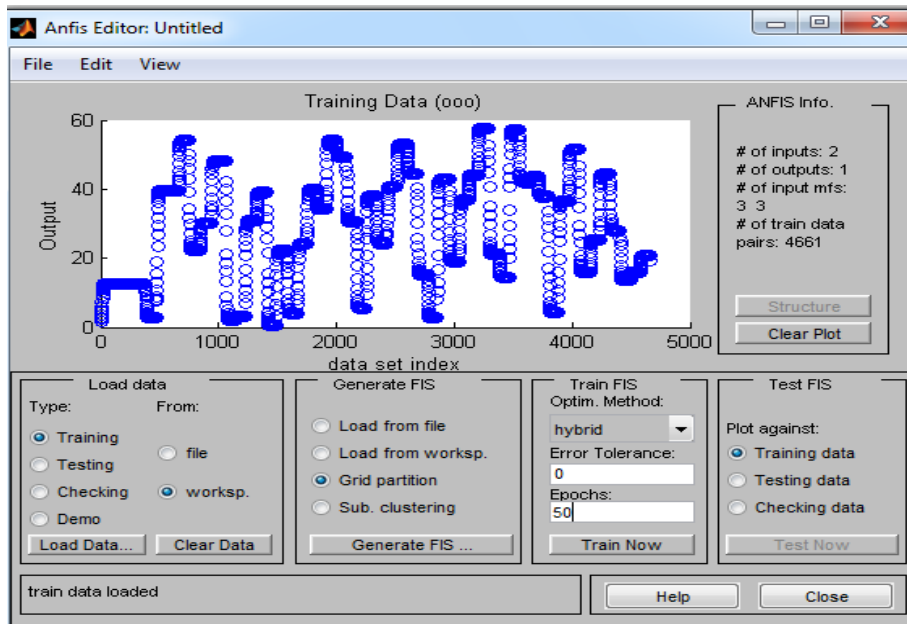 Anfis Editor: Untitled
File Edit View
Training Data (ooo)
60
40
20
0
Output
0 1000 2000 3000 4000 5000
data set index
ANFIS Info.
# of inputs: 2
# of outputs: 1
# of input mfs:
3 3
# of train data
pairs: 4661
Structure
Clear Plot
Load data
Type: From:
Training
Testing
Checking
Demo
file
worksp.
Load Data... Clear Data
Generate FIS
Load from file
Load from worksp.
Grid partition
Sub. clustering
Generate FIS ...
Train FIS
Optim. Method:
hybrid
Error Tolerance:
0
Epochs:
50
Train Now
Test FIS
Plot against:
Training data
Testing data
Checking data
Test Now
train data loaded
Help Close